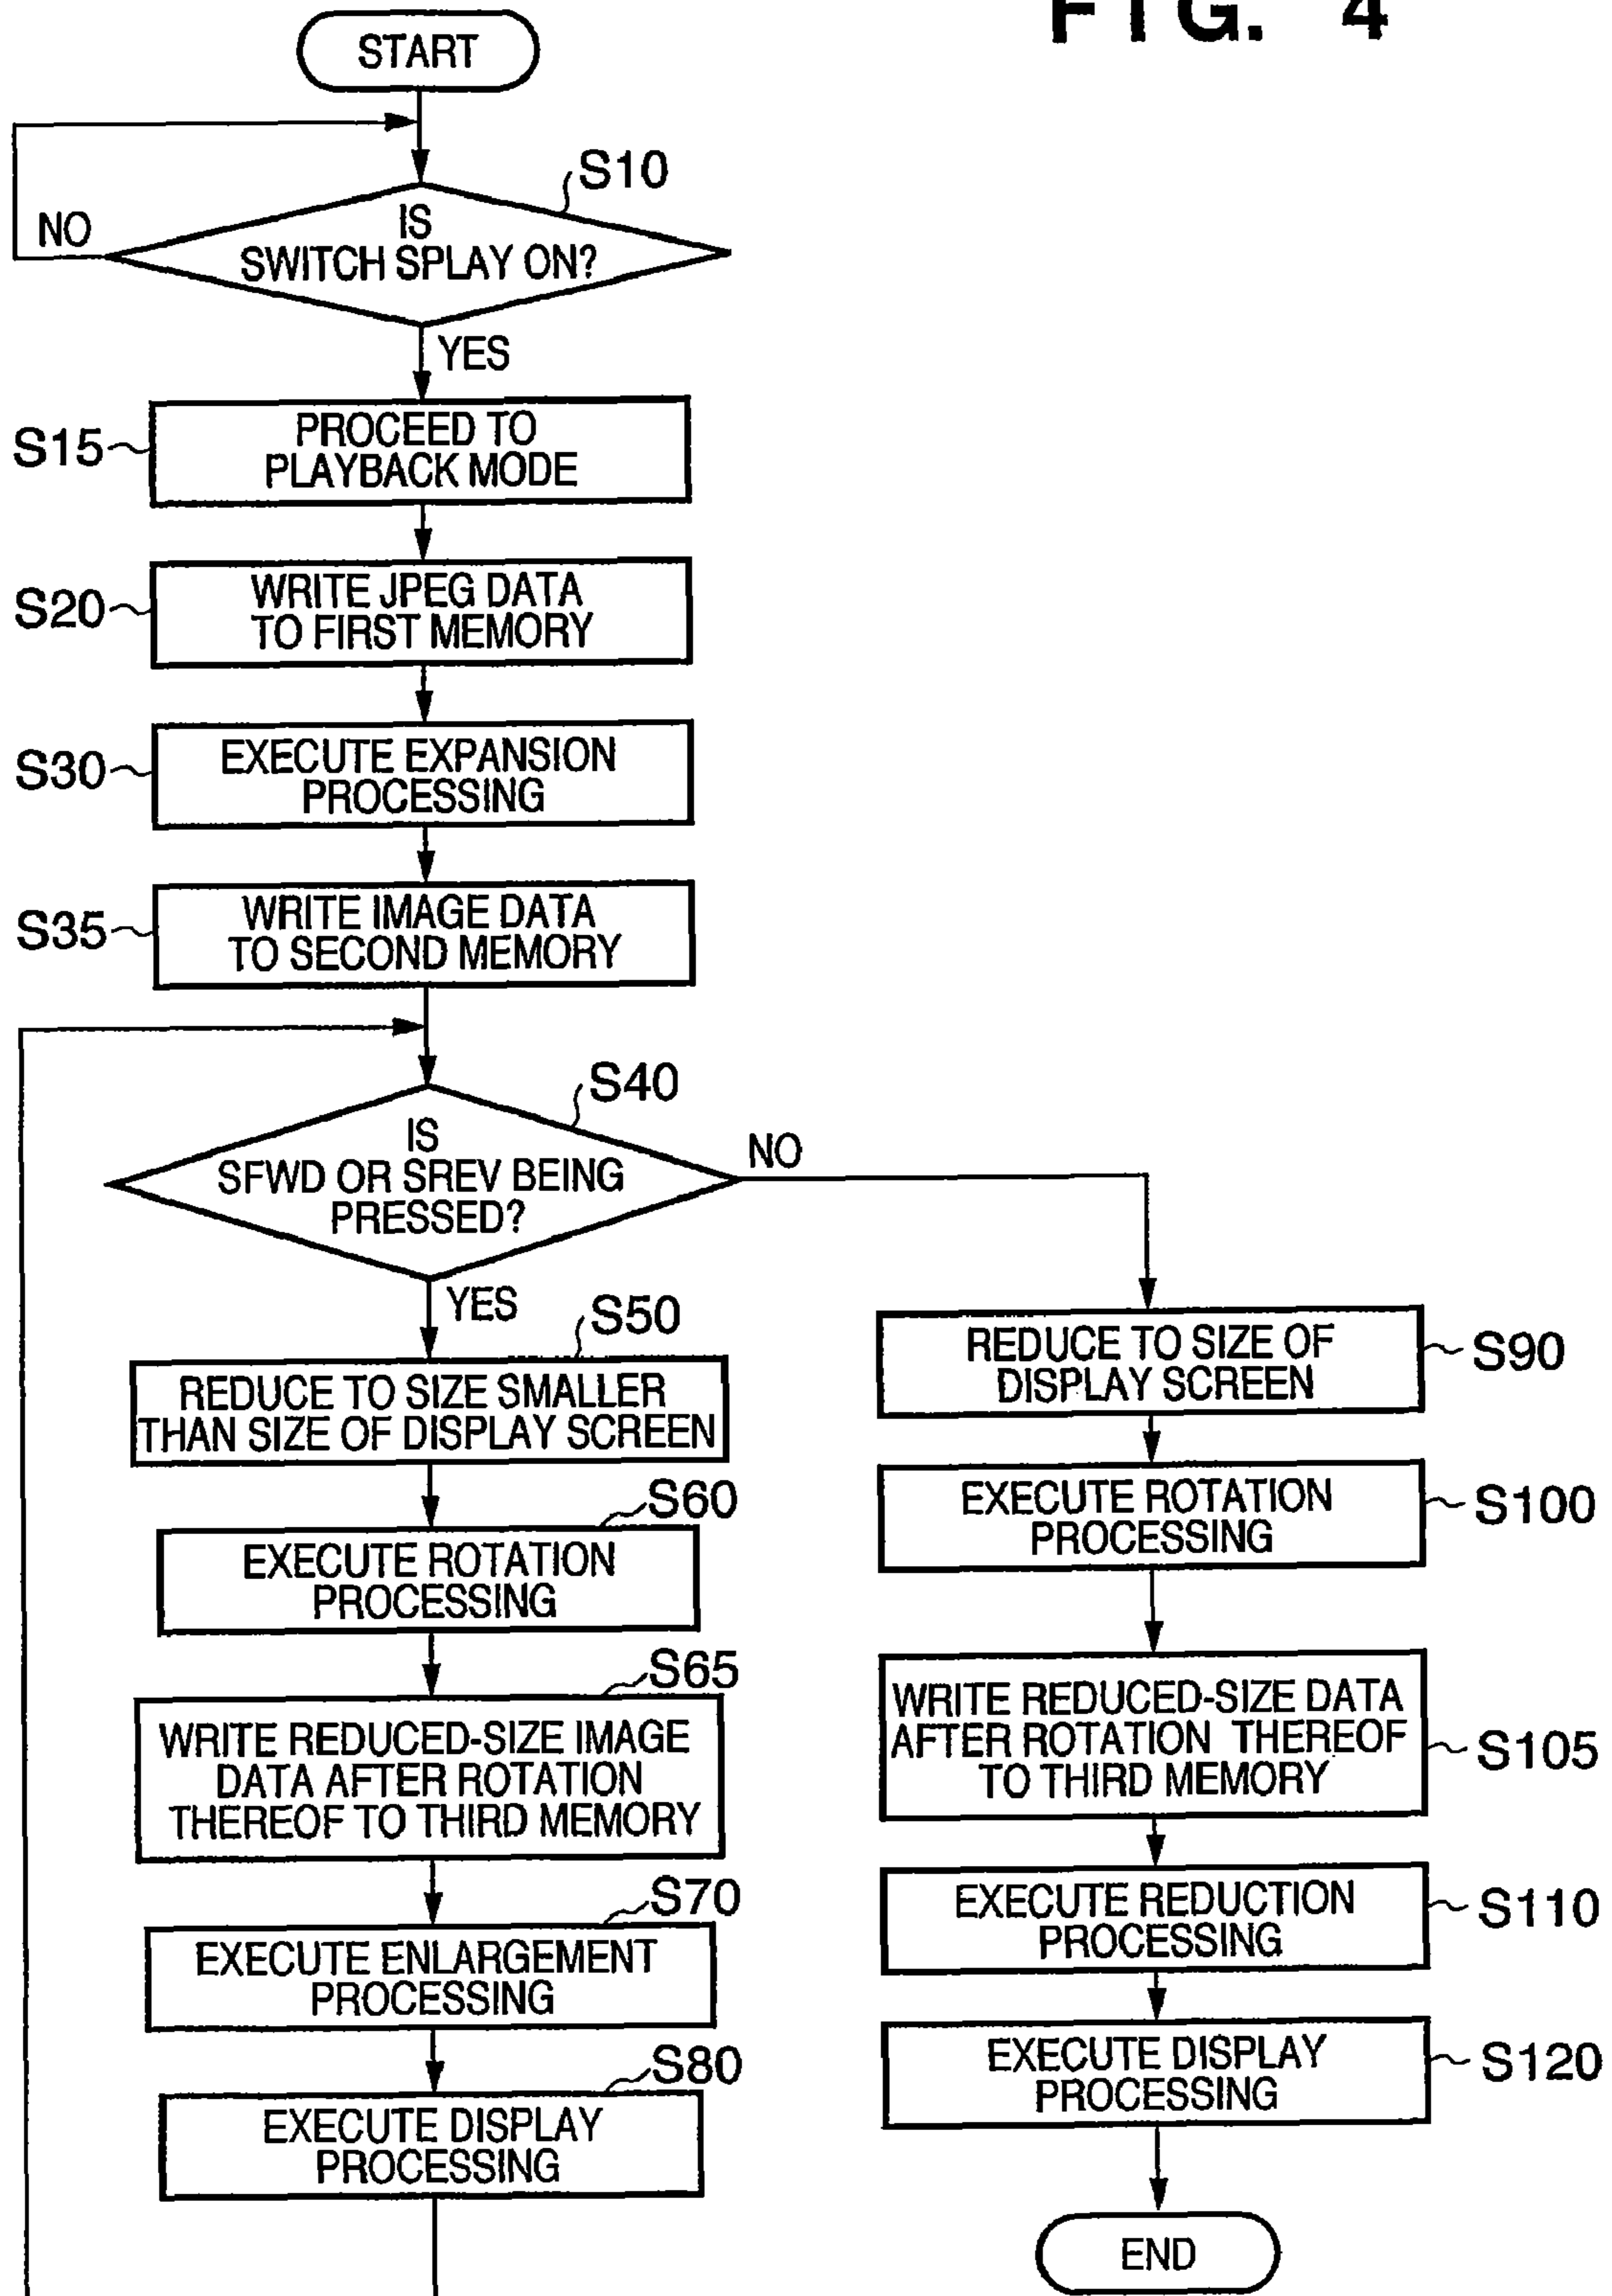 FIG. 4
START
S10
NO
IS
SWITCH SPLAY ON?
YES
S15
PROCEED TO
PLAYBACK MODE
S20
WRITE JPEG DATA
TO FIRST MEMORY
S30
EXECUTE EXPANSION
PROCESSING
S35
WRITE IMAGE DATA
TO SECOND MEMORY
S40
IS
SFWD OR SREV BEING
PRESSED?
NO
YES
S50
REDUCE TO SIZE SMALLER
THAN SIZE OF DISPLAY SCREEN
S60
EXECUTE ROTATION
PROCESSING
S65
WRITE REDUCED-SIZE IMAGE
DATA AFTER ROTATION
THEREOF TO THIRD MEMORY
S70
EXECUTE ENLARGEMENT
PROCESSING
S80
EXECUTE DISPLAY
PROCESSING
REDUCE TO SIZE OF
DISPLAY SCREEN
S90
EXECUTE ROTATION
PROCESSING
S100
WRITE REDUCED-SIZE DATA
AFTER ROTATION THEREOF
TO THIRD MEMORY
S105
EXECUTE REDUCTION
PROCESSING
S110
EXECUTE DISPLAY
PROCESSING
S120
END